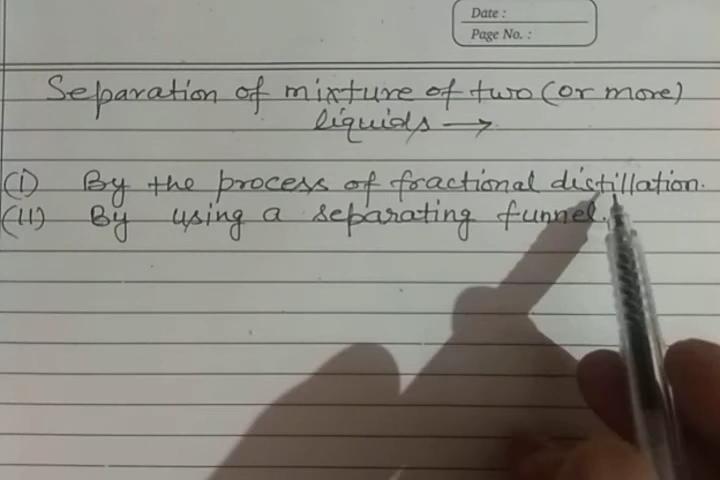 Date :
Page No. :
Separation of mixture of two (or more)
liquids →
(i) By the process of fractional distillation.
(ii) By using a separating funnel.